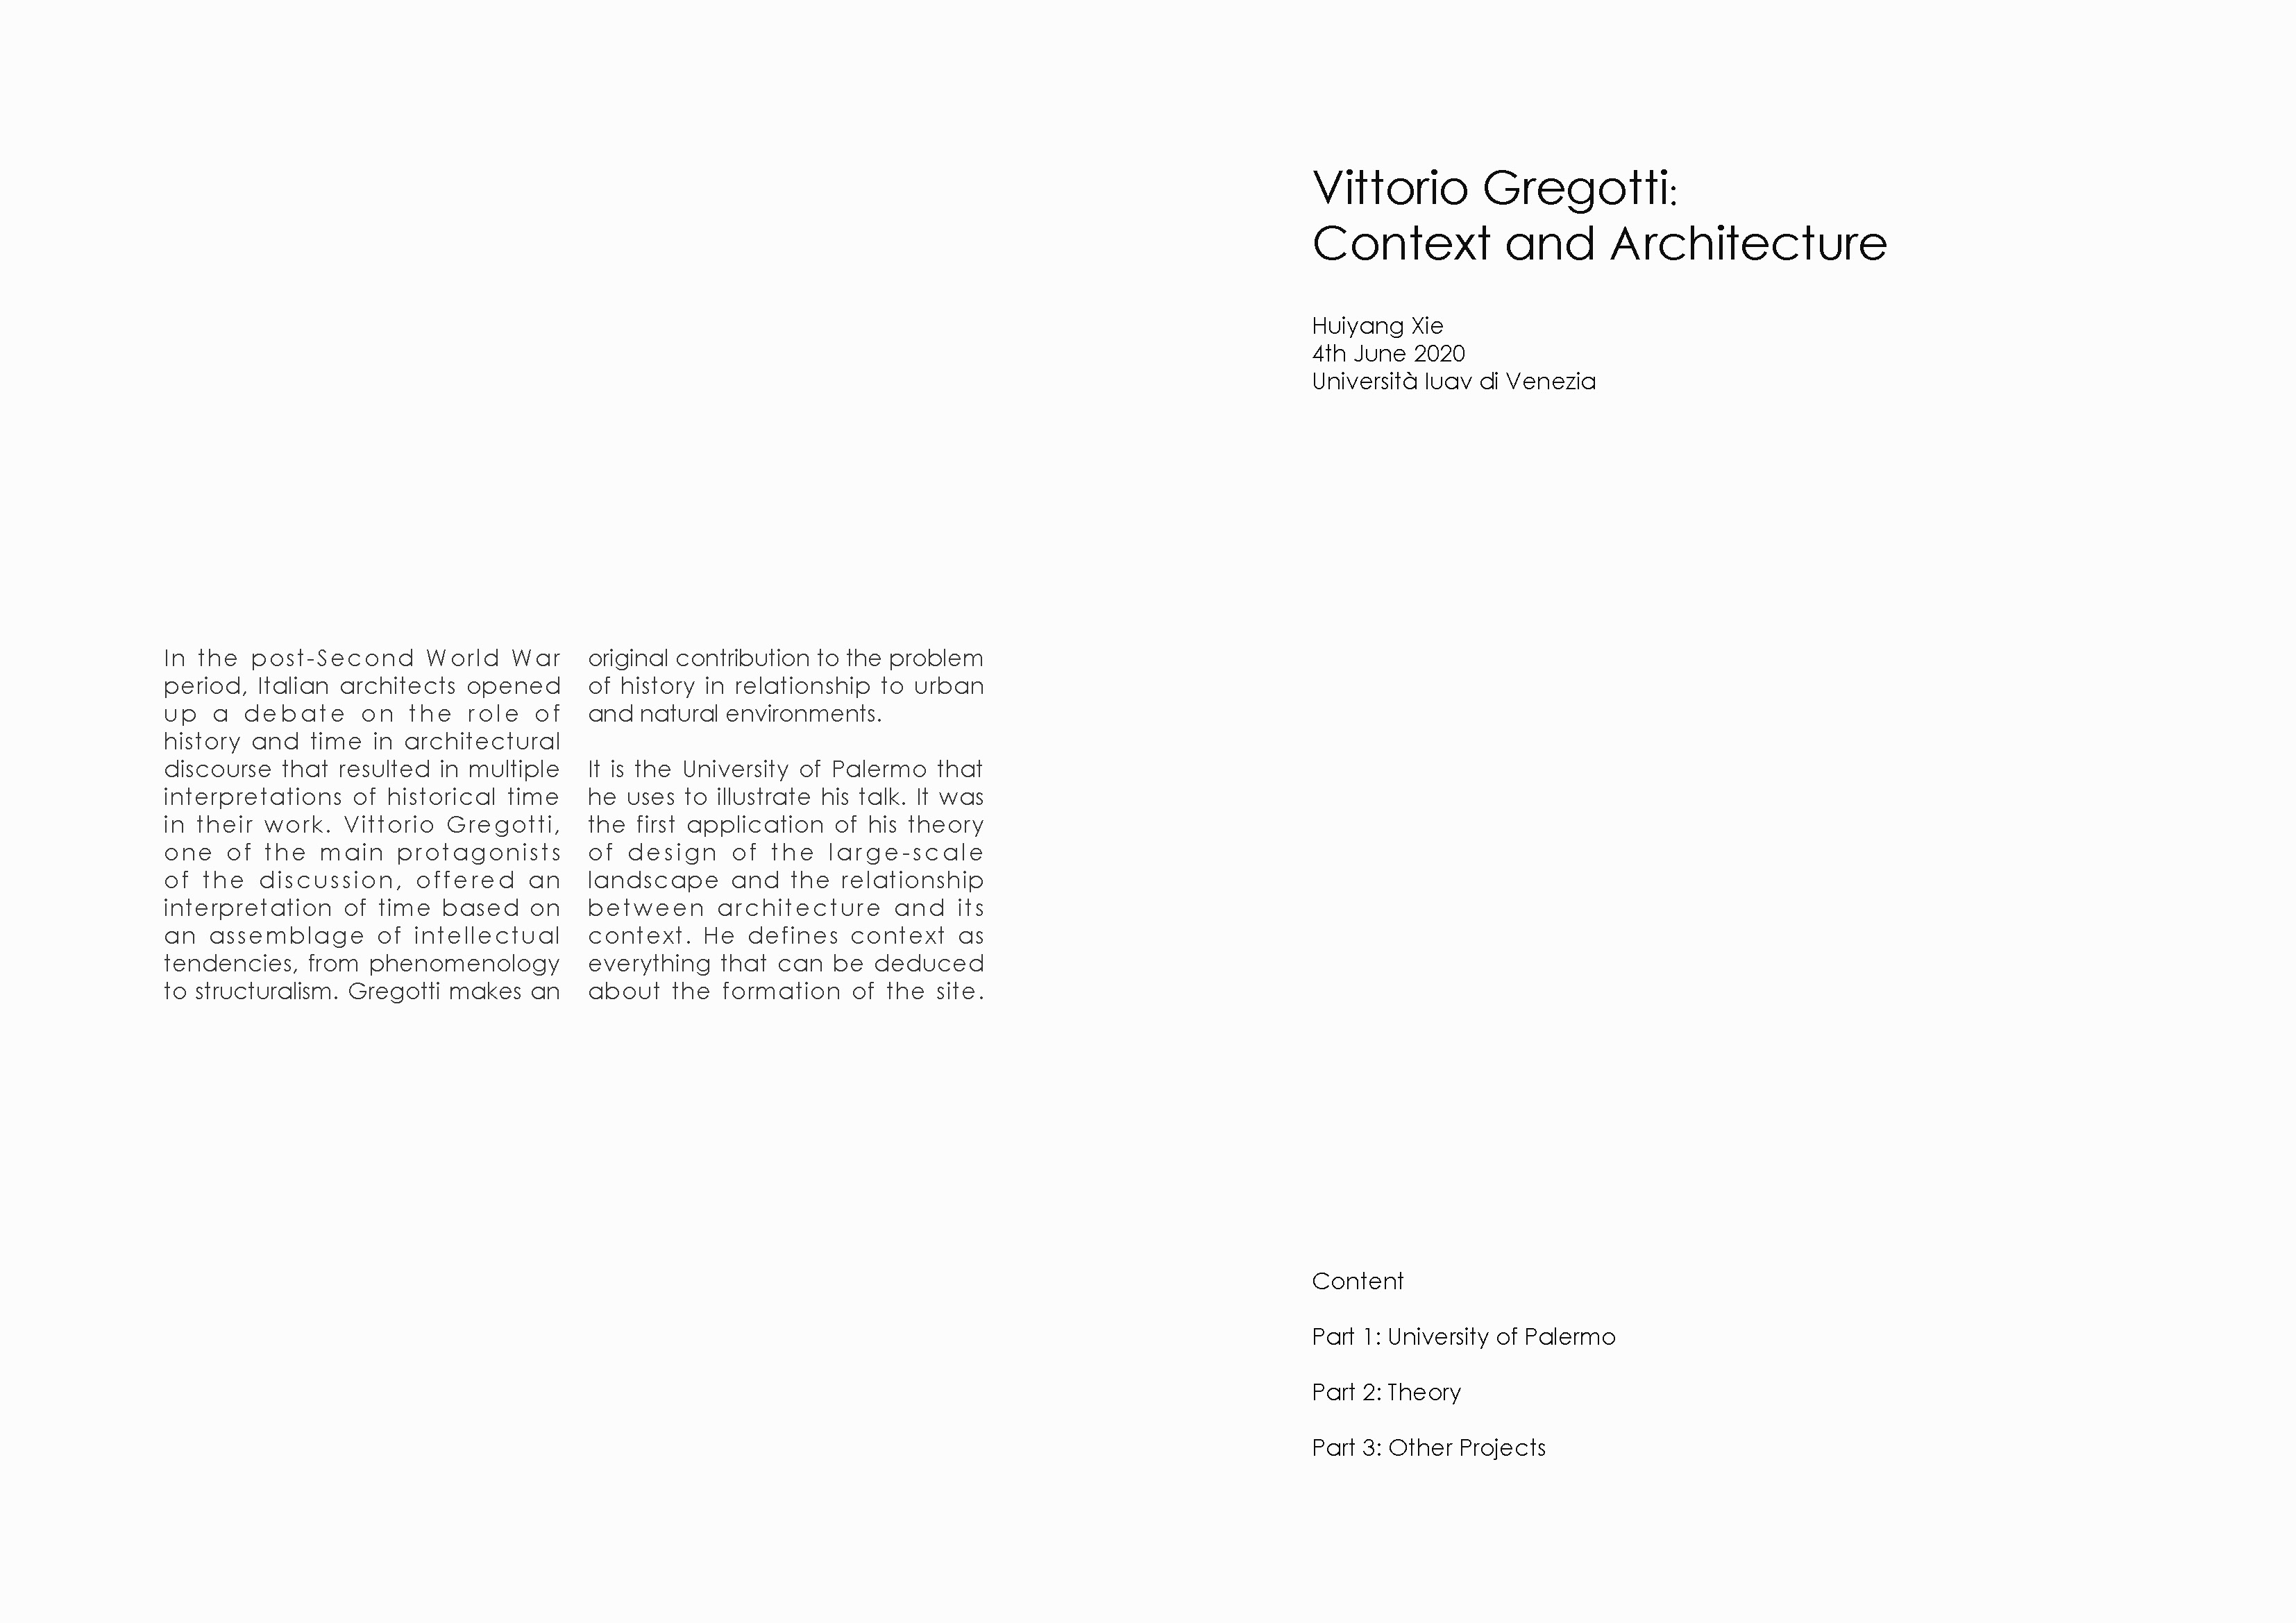 In the post-Second World War
period, Italian architects opened
up a debate on the role of
history and time in architectural
discourse that resulted in multiple
interpretations of historical time
in their work. Vittorio Gregotti,
one of the main protagonists
of the discussion, offered an
interpretation of time based on
an assemblage of intellectual
tendencies, from phenomenology
to structuralism. Gregotti makes an
original contribution to the problem
of history in relationship to urban
and natural environments.
It is the University of Palermo that
he uses to illustrate his talk. It was
the first application of his theory
of design of the large-scale
landscape and the relationship
between architecture and its
context. He defines context as
everything that can be deduced
about the formation of the site.
Vittorio Gregotti:
Context and Architecture
Huiyang Xie
4th June 2020
Università Iuav di Venezia
Content
Part 1: University of Palermo
Part 2: Theory
Part 3: Other Projects